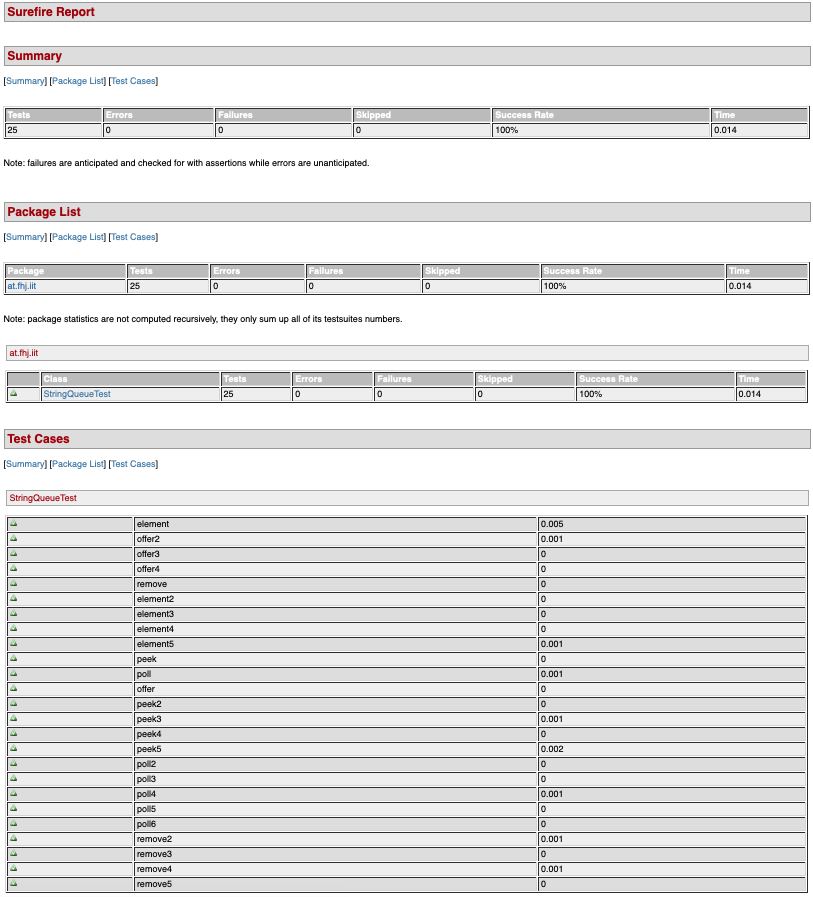 Surefire Report
Summary
[Summary] [Package List] [Test Cases]
Tests Errors Failures Skipped Success Rate Time
25 0 0 0 100% 0.014
Note: failures are anticipated and checked for with assertions while errors are unanticipated.
Package List
[Summary] [Package List] [Test Cases]
Package Tests Errors Failures Skipped Success Rate Time
at.fhj.iit 25 0 0 0 100% 0.014
Note: package statistics are not computed recursively, they only sum up all of its testsuites numbers.
at.fhj.iit
Class Tests Errors Failures Skipped Success Rate Time
StringQueueTest 25 0 0 0 100% 0.014
Test Cases
[Summary] [Package List] [Test Cases]
StringQueueTest
element 0.005
offer2 0.001
offer3 0
offer4 0
remove 0
element2 0
element3 0
element4 0
element5 0.001
peek 0
poll 0.001
offer 0
peek2 0
peek3 0.001
peek4 0
peek5 0.002
poll2 0
poll3 0
poll4 0.001
poll5 0
poll6 0
remove2 0.001
remove3 0
remove4 0.001
remove5 0